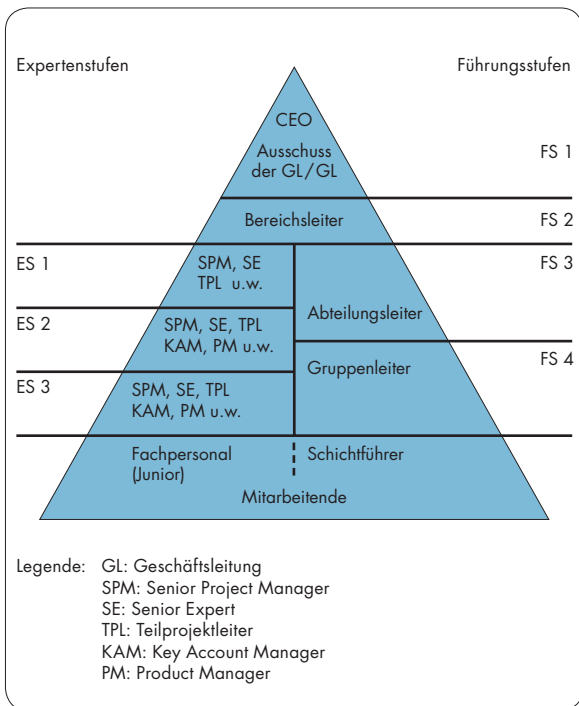 Expertenstufen
Führungsstufen
CEO
Ausschuss
der GL/GL
FS 1
Bereichsleiter
FS 2
ES 1
SPM, SE
TPL u.w.
FS 3
ES 2
SPM, SE, TPL
KAM, PM u.w.
Abteilungsleiter
Gruppenleiter
FS 4
ES 3
SPM, SE, TPL
KAM, PM u.w.
Fachpersonal
(Junior)
Schichtführer
Mitarbeitende
Legende: GL: Geschäftsleitung
SPM: Senior Project Manager
SE: Senior Expert
TPL: Teilprojektleiter
KAM: Key Account Manager
PM: Product Manager